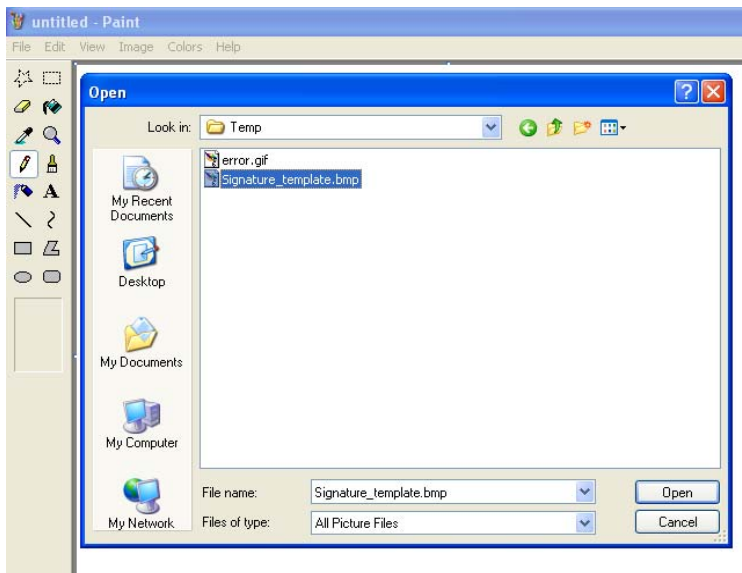 untitled - Paint
File Edit View Image Colors Help
Open
Look in: Temp
error.gif
Signature_template.bmp
My Recent
Documents
Desktop
My Documents
My Computer
My Network
File name: Signature_template.bmp Open
Files of type: All Picture Files Cancel